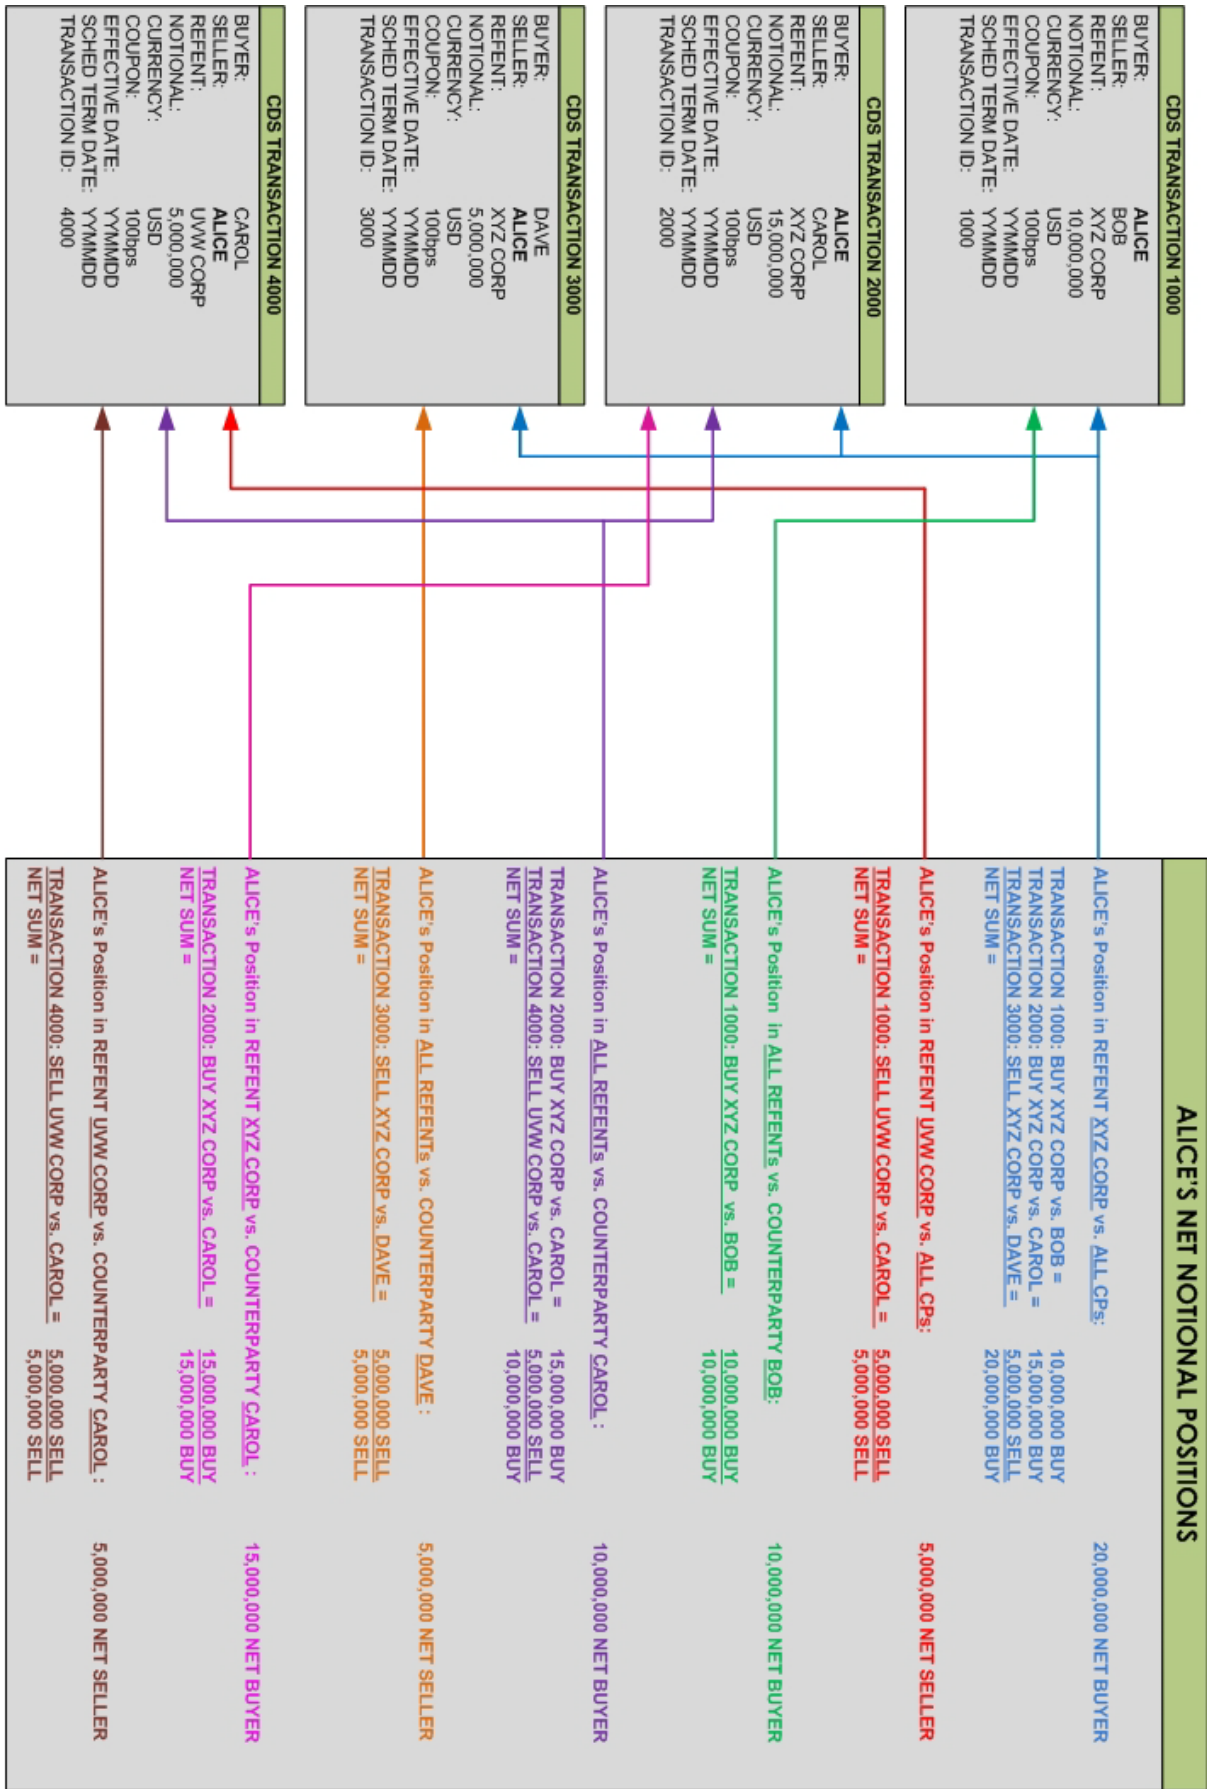 CDS TRANSACTION 1000
BUYER: ALICE
SELLER: BOB
REFENT: XYZ CORP
NOTIONAL: 10,000,000
CURRENCY: USD
COUPON: 100bps
EFFECTIVE DATE: YYMMDD
SCHED TERM DATE: YYMMDD
TRANSACTION ID: 1000
CDS TRANSACTION 2000
BUYER: ALICE
SELLER: CAROL
REFENT: XYZ CORP
NOTIONAL: 15,000,000
CURRENCY: USD
COUPON: 100bps
EFFECTIVE DATE: YYMMDD
SCHED TERM DATE: YYMMDD
TRANSACTION ID: 2000
CDS TRANSACTION 3000
BUYER: DAVE
SELLER: ALICE
REFENT: XYZ CORP
NOTIONAL: 5,000,000
CURRENCY: USD
COUPON: 100bps
EFFECTIVE DATE: YYMMDD
SCHED TERM DATE: YYMMDD
TRANSACTION ID: 3000
CDS TRANSACTION 4000
BUYER: CAROL
SELLER: ALICE
REFENT: UVW CORP
NOTIONAL: 5,000,000
CURRENCY: USD
COUPON: 100bps
EFFECTIVE DATE: YYMMDD
SCHED TERM DATE: YYMMDD
TRANSACTION ID: 4000
ALICE'S NET NOTIONAL POSITIONS
ALICE's Position in REFENT XYZ CORP vs. ALL CPs: 20,000,000 NET BUYER
TRANSACTION 1000: BUY XYZ CORP vs. BOB = 10,000,000 BUY
TRANSACTION 2000: BUY XYZ CORP vs. CAROL = 15,000,000 BUY
TRANSACTION 3000: SELL XYZ CORP vs. DAVE = 5,000,000 SELL
NET SUM = 20,000,000 BUY
ALICE's Position in REFENT UVW CORP vs. ALL CPs: 5,000,000 NET SELLER
TRANSACTION 1000: SELL UVW CORP vs. CAROL = 5,000,000 SELL
NET SUM = 5,000,000 SELL
ALICE's Position in ALL REFENTs vs. COUNTERPARTY BOB: 10,000,000 NET BUYER
TRANSACTION 1000: BUY XYZ CORP vs. BOB = 10,000,000 BUY
NET SUM = 10,000,000 BUY
ALICE's Position in ALL REFENTs vs. COUNTERPARTY CAROL : 10,000,000 NET BUYER
TRANSACTION 2000: BUY XYZ CORP vs. CAROL = 15,000,000 BUY
TRANSACTION 4000: SELL UVW CORP vs. CAROL = 5,000,000 SELL
NET SUM = 10,000,000 BUY
ALICE's Position in ALL REFENTs vs. COUNTERPARTY DAVE : 5,000,000 NET SELLER
TRANSACTION 3000: SELL XYZ CORP vs. DAVE = 5,000,000 SELL
NET SUM = 5,000,000 SELL
ALICE's Position in REFENT XYZ CORP vs. COUNTERPARTY CAROL : 15,000,000 NET BUYER
TRANSACTION 2000: BUY XYZ CORP vs. CAROL = 15,000,000 BUY
NET SUM = 15,000,000 BUY
ALICE's Position in REFENT UVW CORP vs. COUNTERPARTY CAROL : 5,000,000 NET SELLER
TRANSACTION 4000: SELL UVW CORP vs. CAROL = 5,000,000 SELL
NET SUM = 5,000,000 SELL